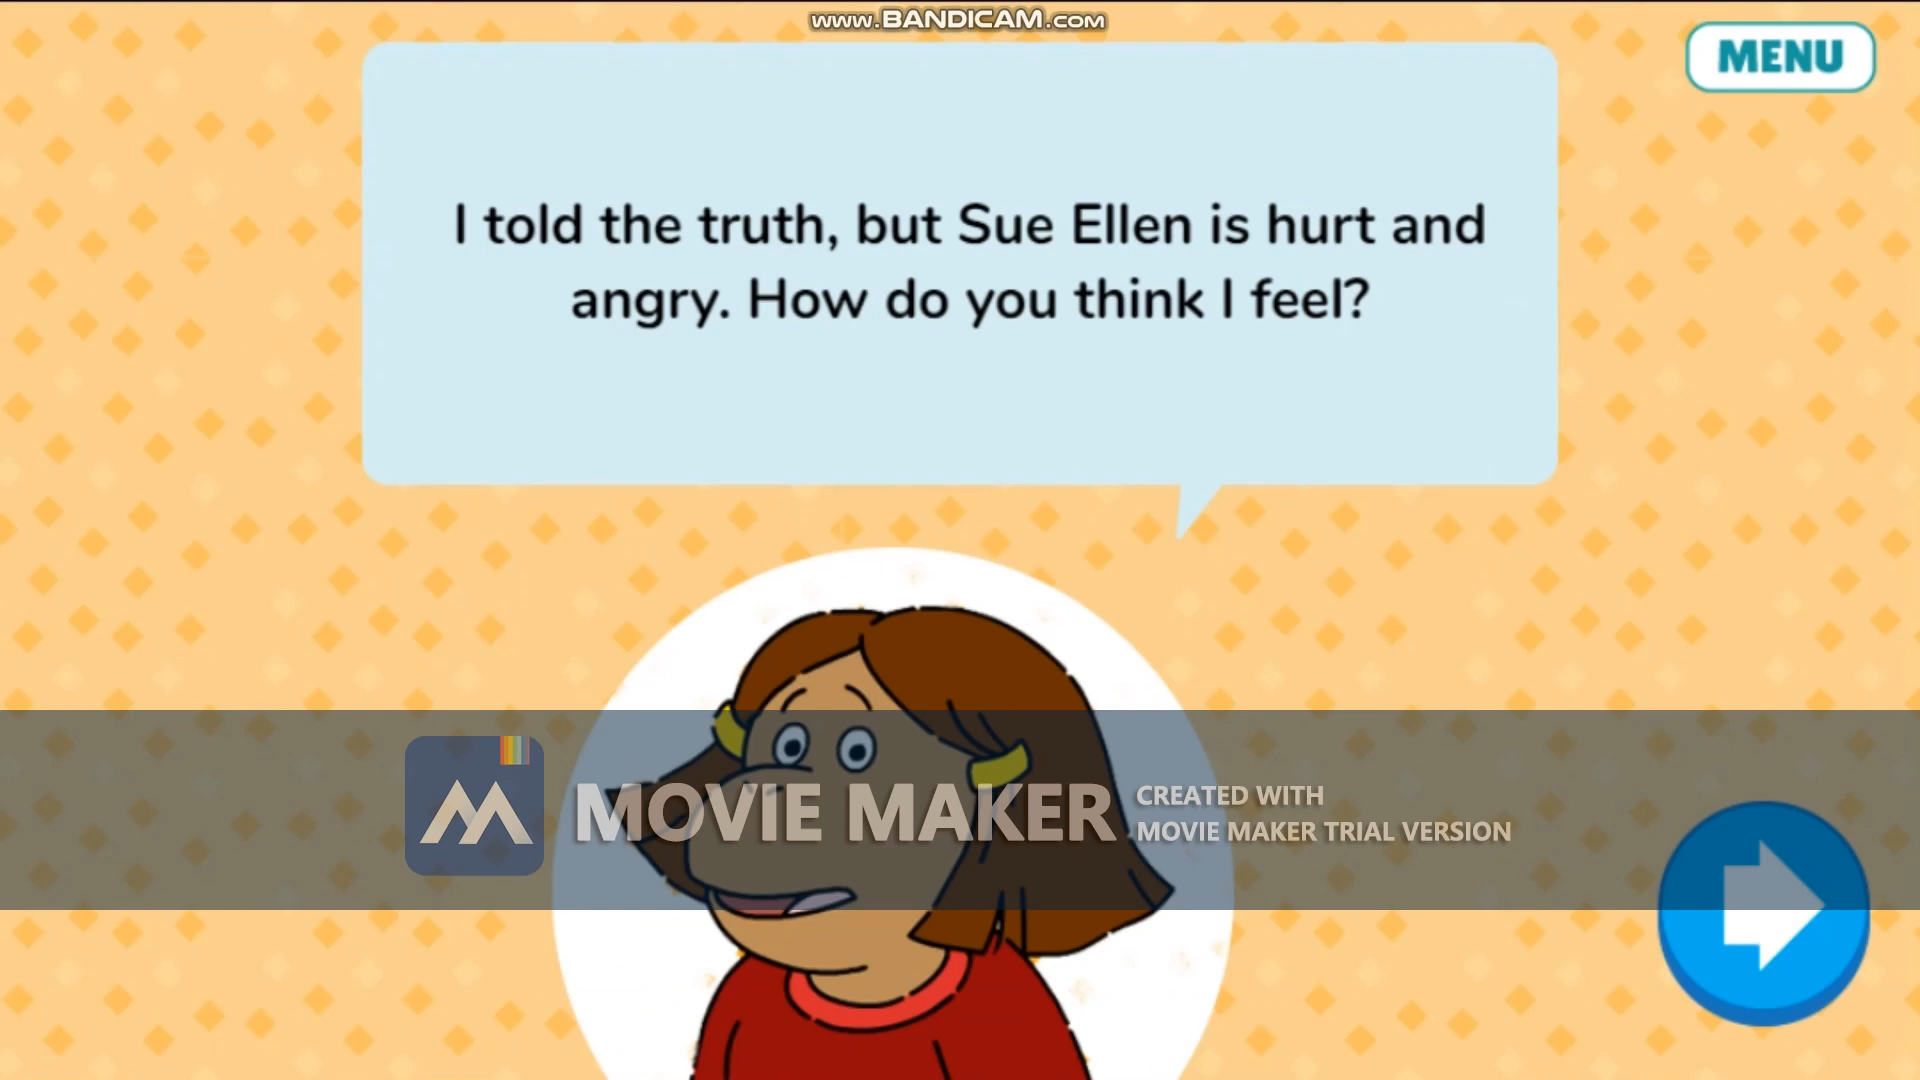 www.BANDICAM.com
MENU
I told the truth, but Sue Ellen is hurt and
angry. How do you think I feel?
MOVIE MAKER
CREATED WITH
MOVIE MAKER TRIAL VERSION